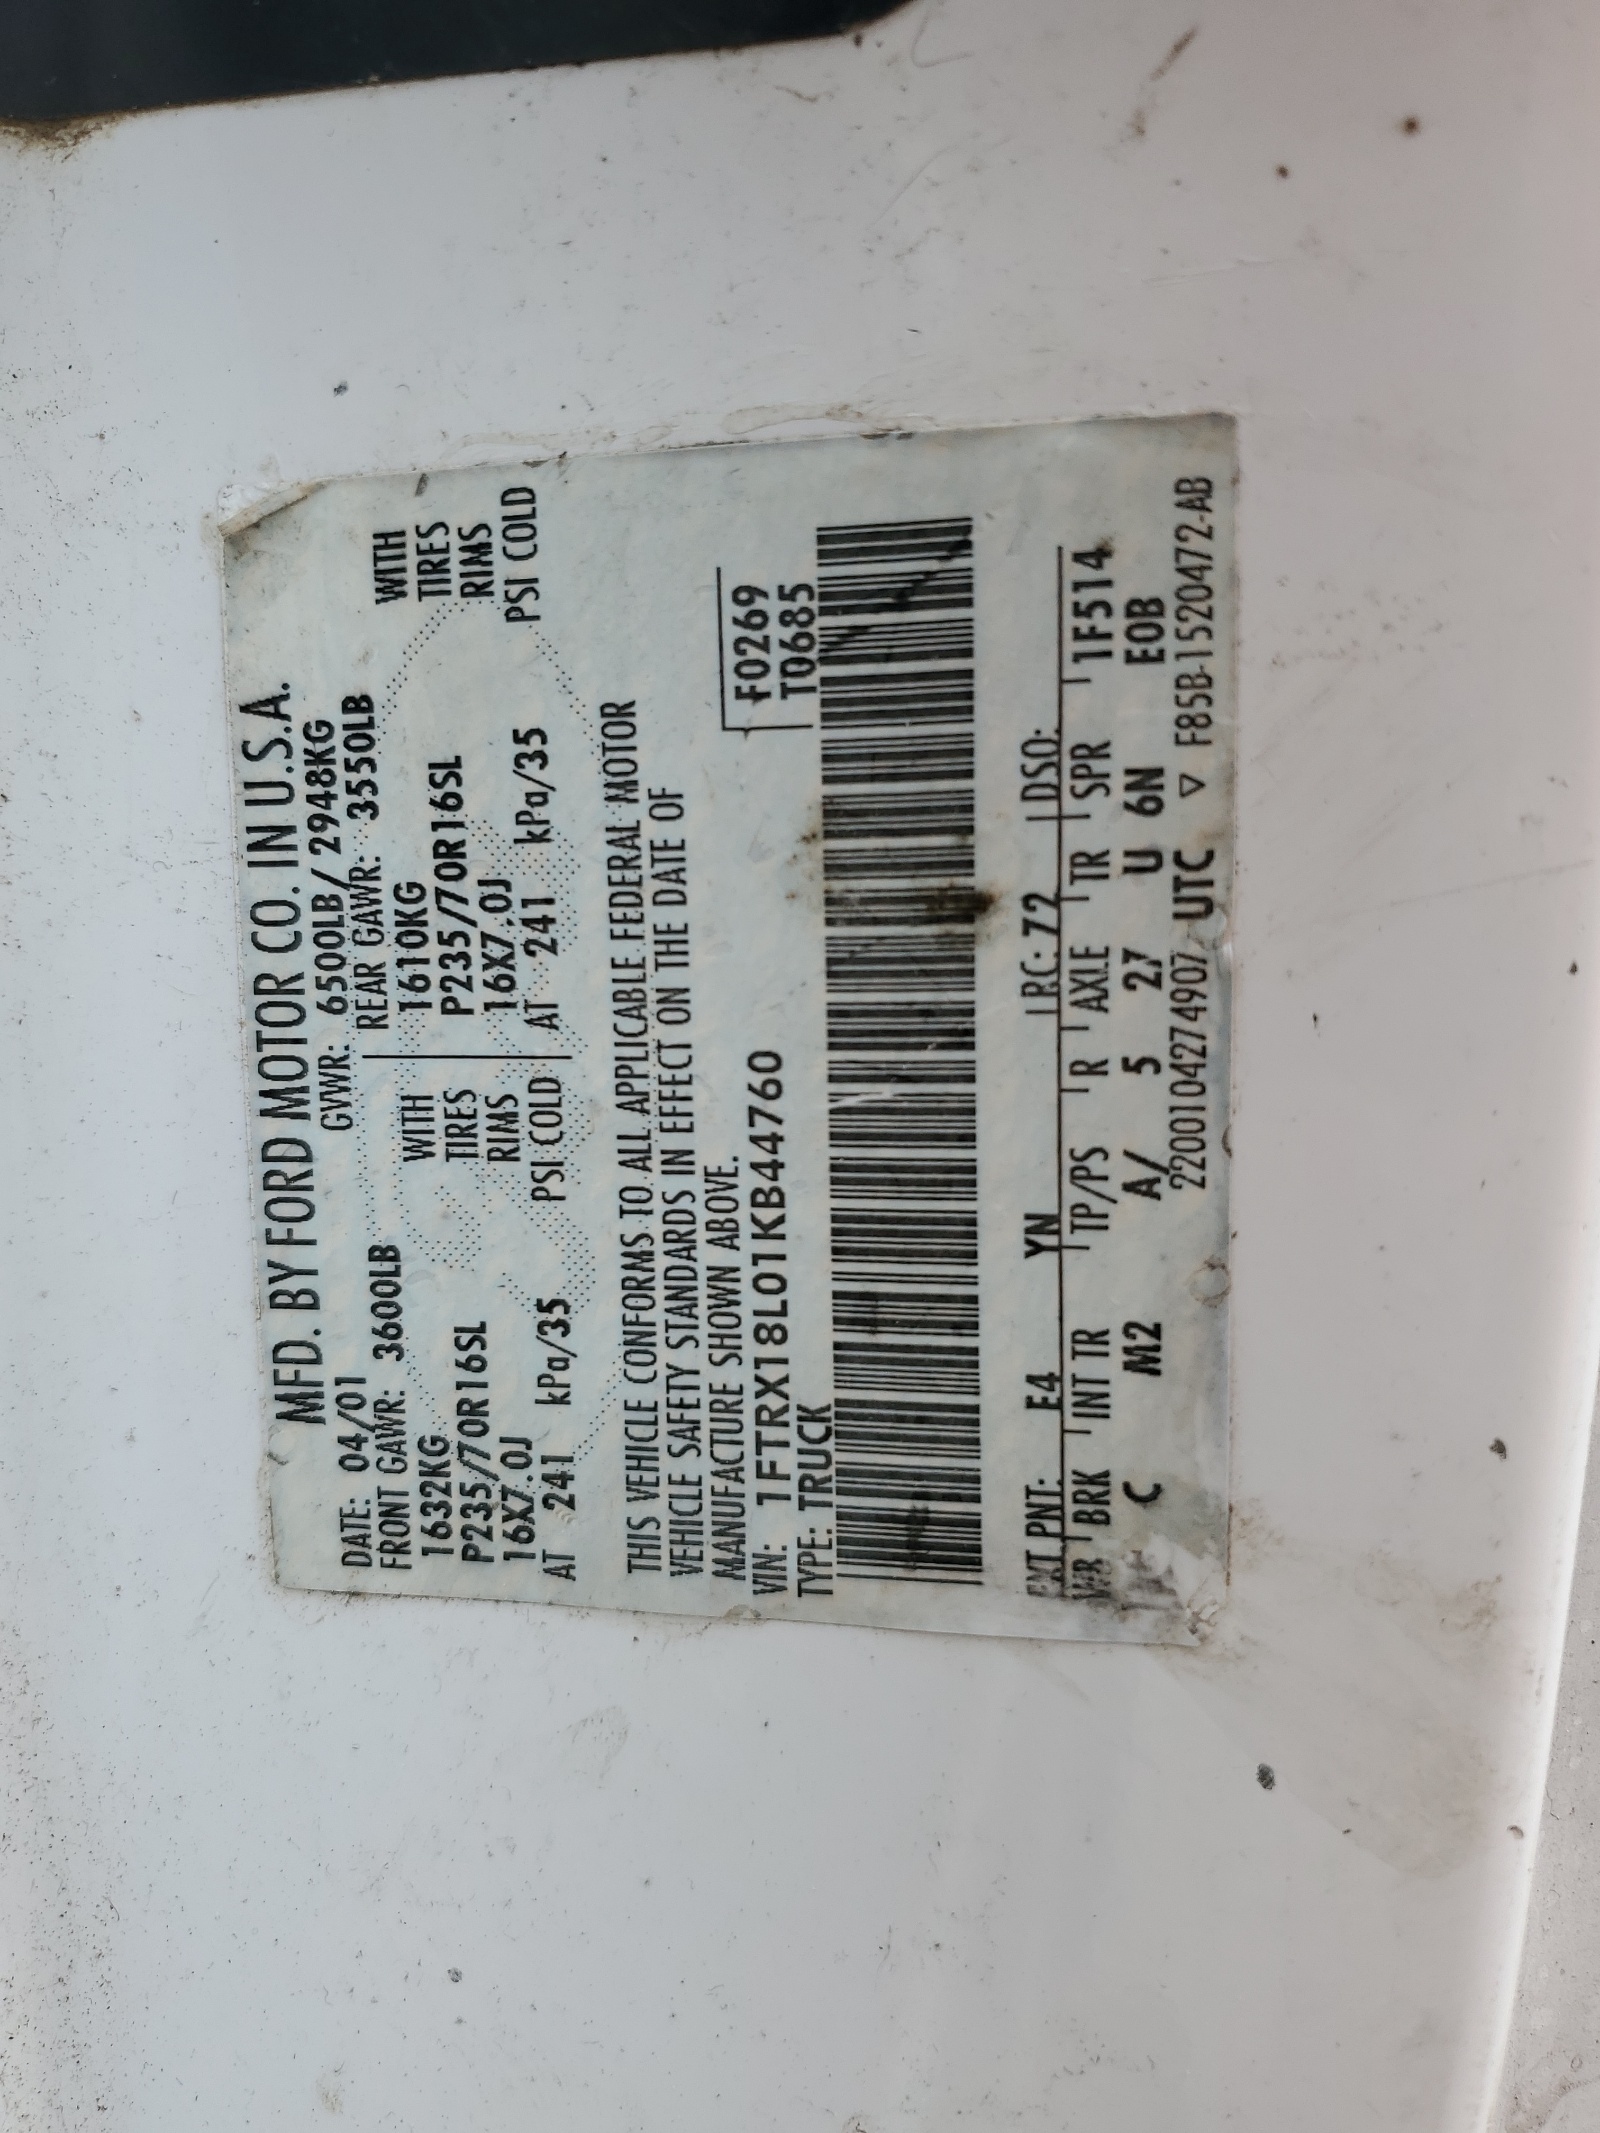 MFD. BY FORD MOTOR CO. IN U.S.A.
DATE: 04/01 GVWR: 6500LB/ 2948KG
FRONT GAWR: 3600LB REAR GAWR: 3550LB
1632KG WITH 1610KG WITH
P235/70R16SL TIRES P235/70R16SL TIRES
16X7.0J RIMS 16X7.0J RIMS
AT 241 kPa/35 PSI COLD AT 241 kPa/35 PSI COLD
THIS VEHICLE CONFORMS TO ALL APPLICABLE FEDERAL MOTOR
VEHICLE SAFETY STANDARDS IN EFFECT ON THE DATE OF
MANUFACTURE SHOWN ABOVE.
VIN: 1FTRX18L01KB44760 F0269
TYPE: TRUCK T0685
EXT PNT: E4 YN RC: 72 DSO:
WB BRK INT TR TP/PS R AXLE TR SPR 1F514
C M2 A/ 5 27 U 6N EOB
2200104274907 UTC ▽ F85B-1520472-AB